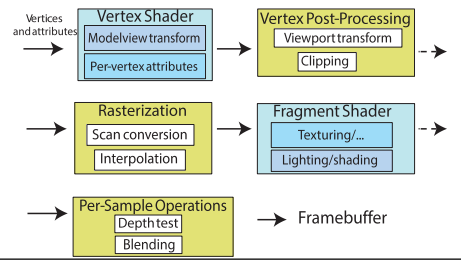 Vertices
and attributes
Vertex Shader
Modelview transform
Per-vertex attributes
Vertex Post-Processing
Viewport transform
Clipping
Rasterization
Scan conversion
Interpolation
Fragment Shader
Texturing/...
Lighting/shading
Per-Sample Operations
Depth test
Blending
Framebuffer